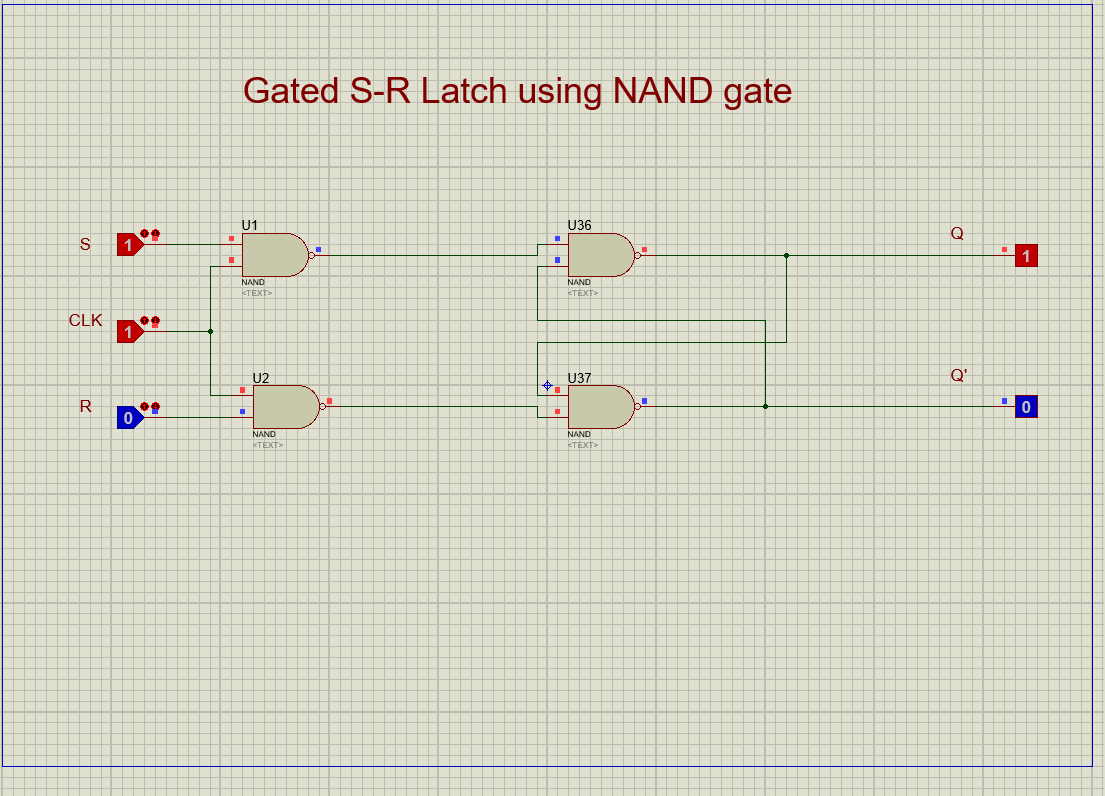 Gated S-R Latch using NAND gate
U1
U36
S
1
Q
1
NAND
NAND
<TEXT>
<TEXT>
CLK
1
U2
U37
Q'
R
0
0
NAND
NAND
<TEXT>
<TEXT>